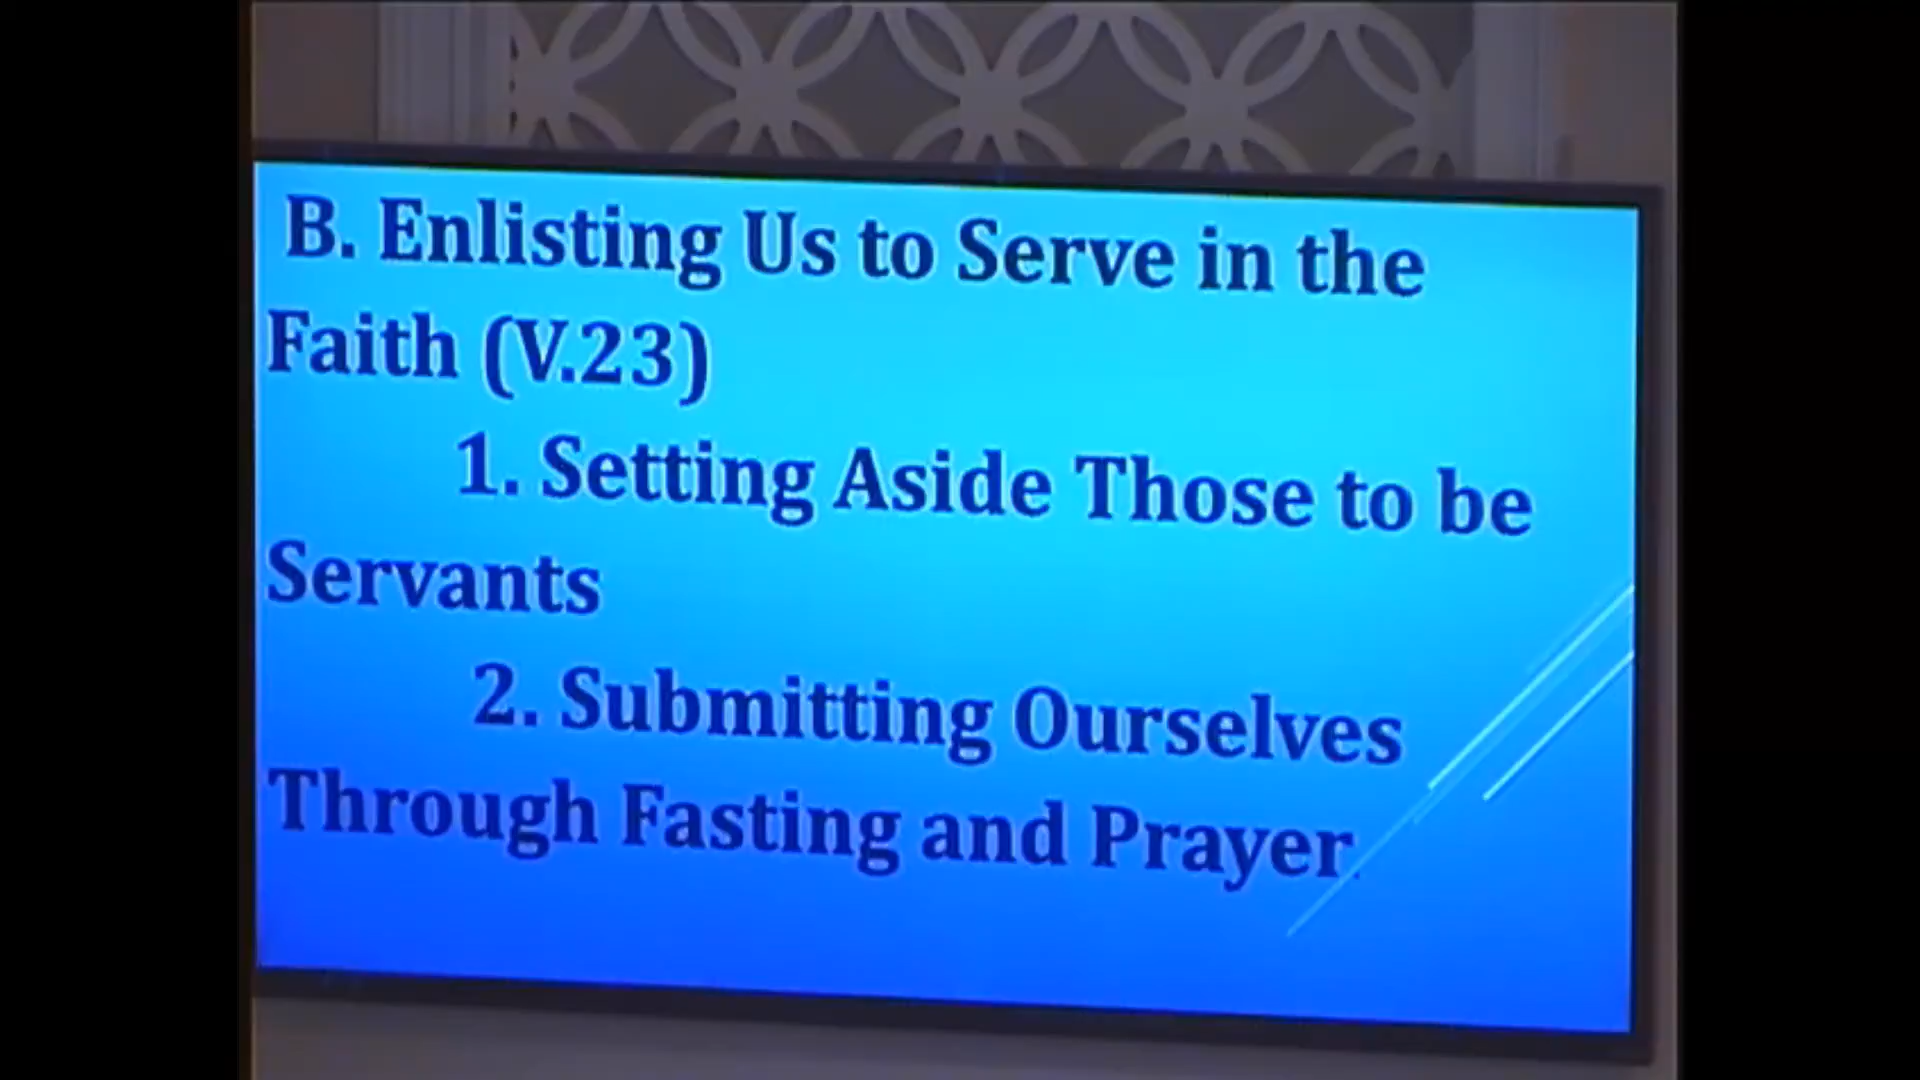 B. Enlisting Us to Serve in the
Faith (V.23)
1. Setting Aside Those to be
Servants
2. Submitting Ourselves
Through Fasting and Prayer.